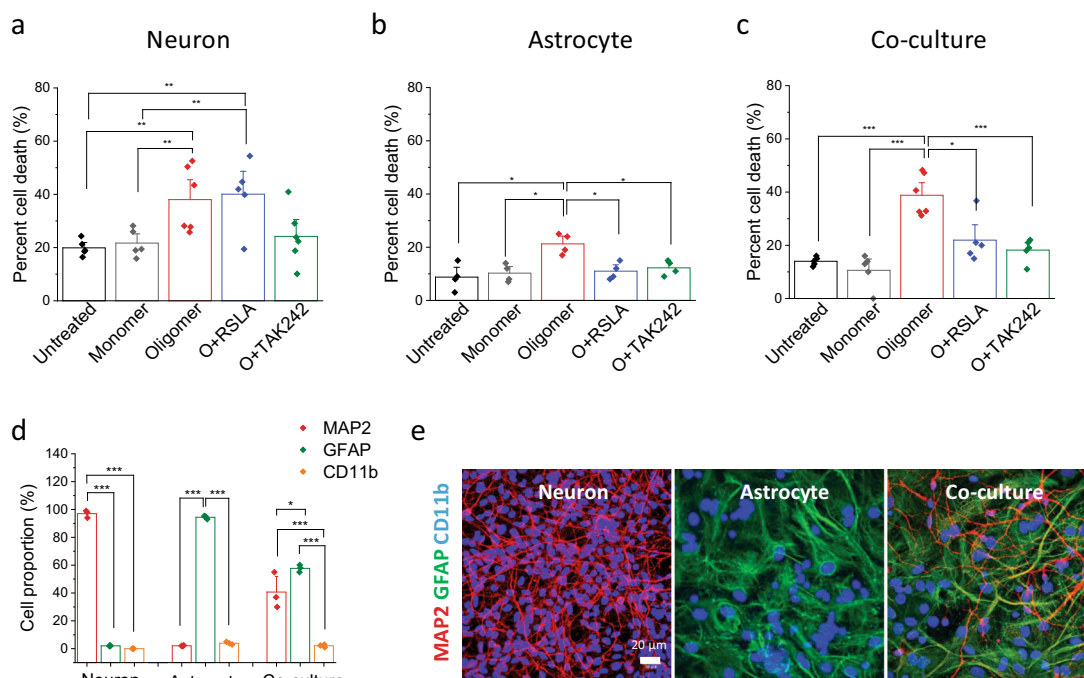 a
Neuron
b
Astrocyte
c
Co-culture
Percent cell death (%)
80
60
40
20
0
**
**
**
**
Untreated
Monomer
Oligomer
O+RSLA
O+TAK242
Percent cell death (%)
80
60
40
20
0
*
*
*
*
Untreated
Monomer
Oligomer
O+RSLA
O+TAK242
Percent cell death (%)
80
60
40
20
0
***
***
***
*
Untreated
Monomer
Oligomer
O+RSLA
O+TAK242
d
MAP2
GFAP
CD11b
Cell proportion (%)
140
120
100
80
60
40
20
0
***
***
***
***
*
***
***
Neuron
Co-culture
e
MAP2 GFAP CD11b
Neuron
Astrocyte
Co-culture
20 µm